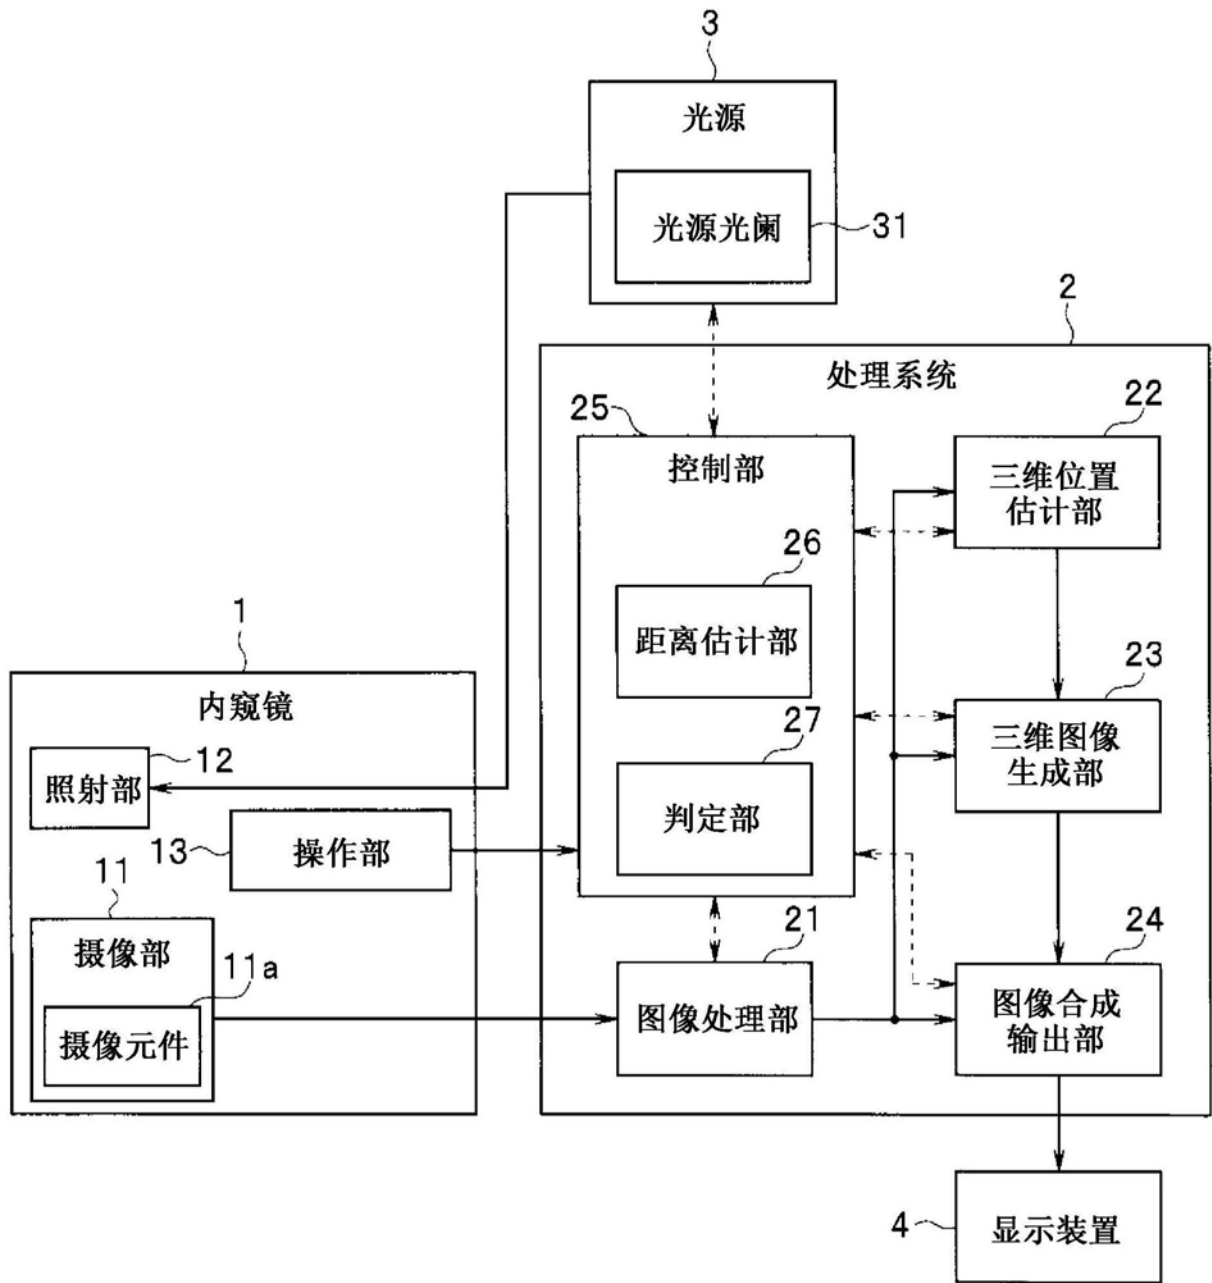 3
光源
光源光阑
31
2
处理系统
25
控制部
22
三维位置
估计部
26
距离估计部
1
内窥镜
27
判定部
23
三维图像
生成部
照射部
12
13
操作部
11
摄像部
11a
摄像元件
21
图像处理部
24
图像合成
输出部
4
显示装置